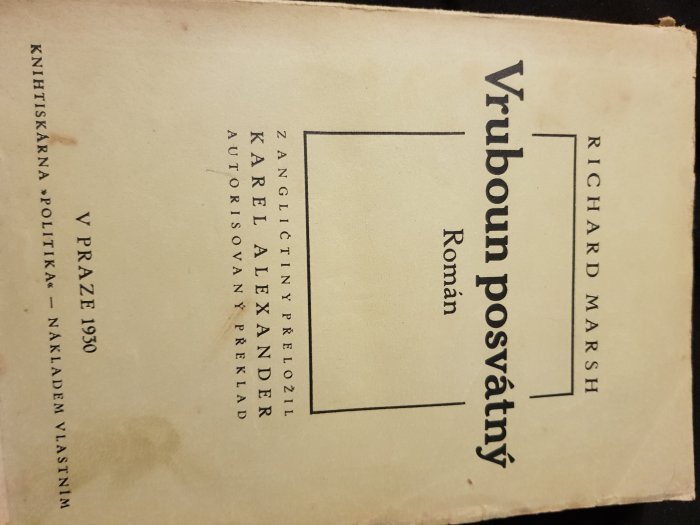 RICHARD MARSH
Vruboun posvátný
Román
Z ANGLIČTINY PŘELOŽIL
KAREL ALEXANDER
AUTORISOVANÝ PŘEKLAD
V PRAZE 1930
KNIHTISKÁRNA »POLITIKA« — NÁKLADEM VLASTNÍM